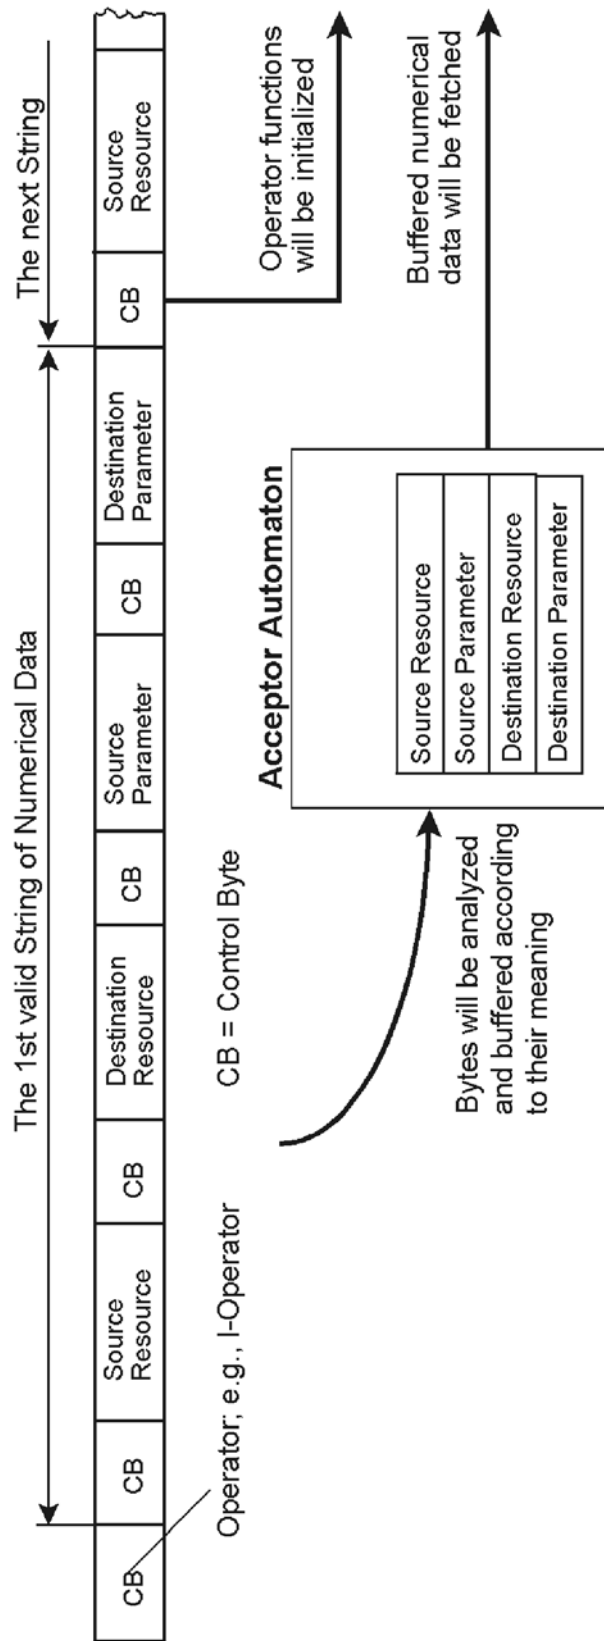 The 1st valid String of Numerical Data
The next String
CB
CB
Source
Resource
CB
Destination
Resource
CB
Source
Parameter
CB
Destination
Parameter
CB
Source
Resource
Operator; e.g., I-Operator
CB = Control Byte
Operator functions
will be initialized
Bytes will be analyzed
and buffered according
to their meaning
Acceptor Automaton
Source Resource
Source Parameter
Destination Resource
Destination Parameter
Buffered numerical
data will be fetched